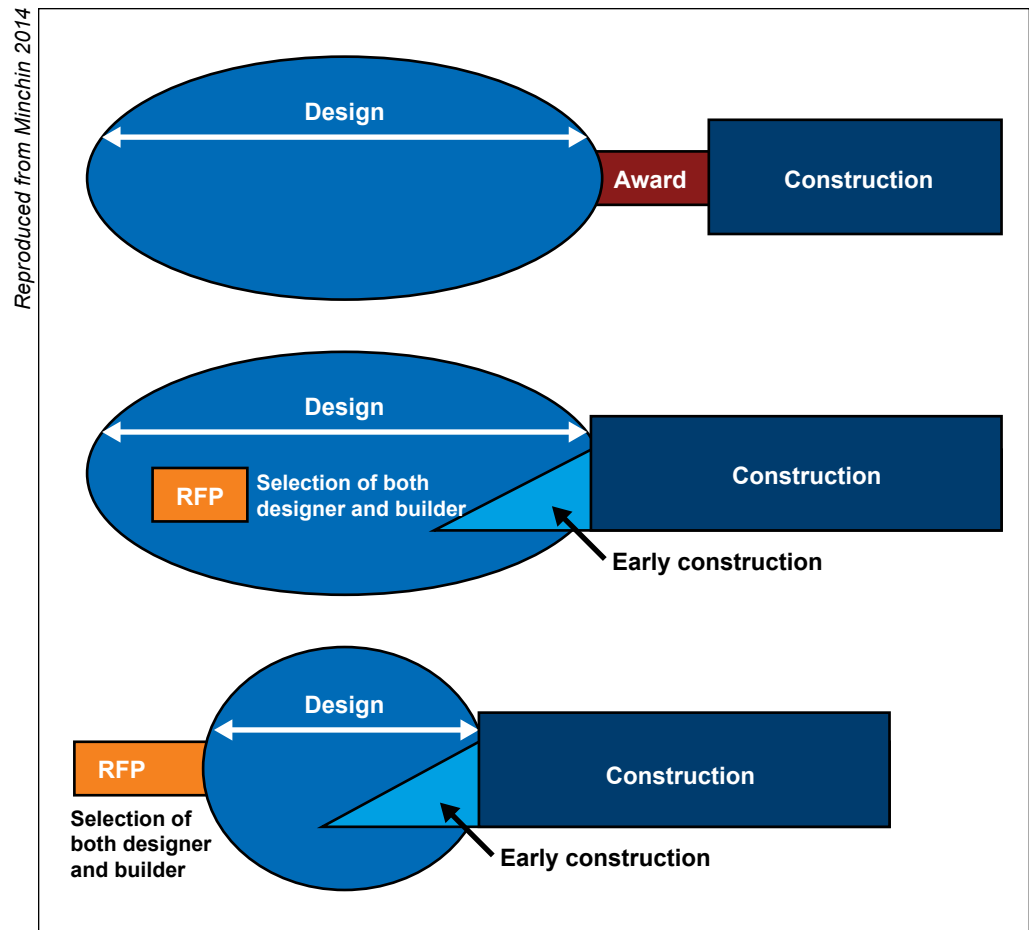 Reproduced from Minchin 2014
Design
Award
Construction
Design
RFP
Selection of both
designer and builder
Construction
Early construction
Design
RFP
Construction
Selection of
both designer
and builder
Early construction